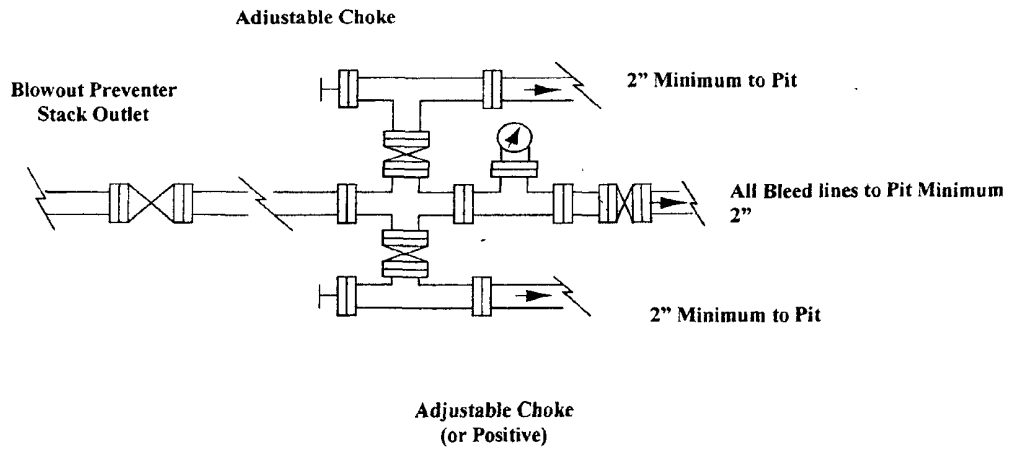 Adjustable Choke
Blowout Preventer
Stack Outlet
2” Minimum to Pit
All Bleed lines to Pit Minimum
2”
2” Minimum to Pit
Adjustable Choke
(or Positive)